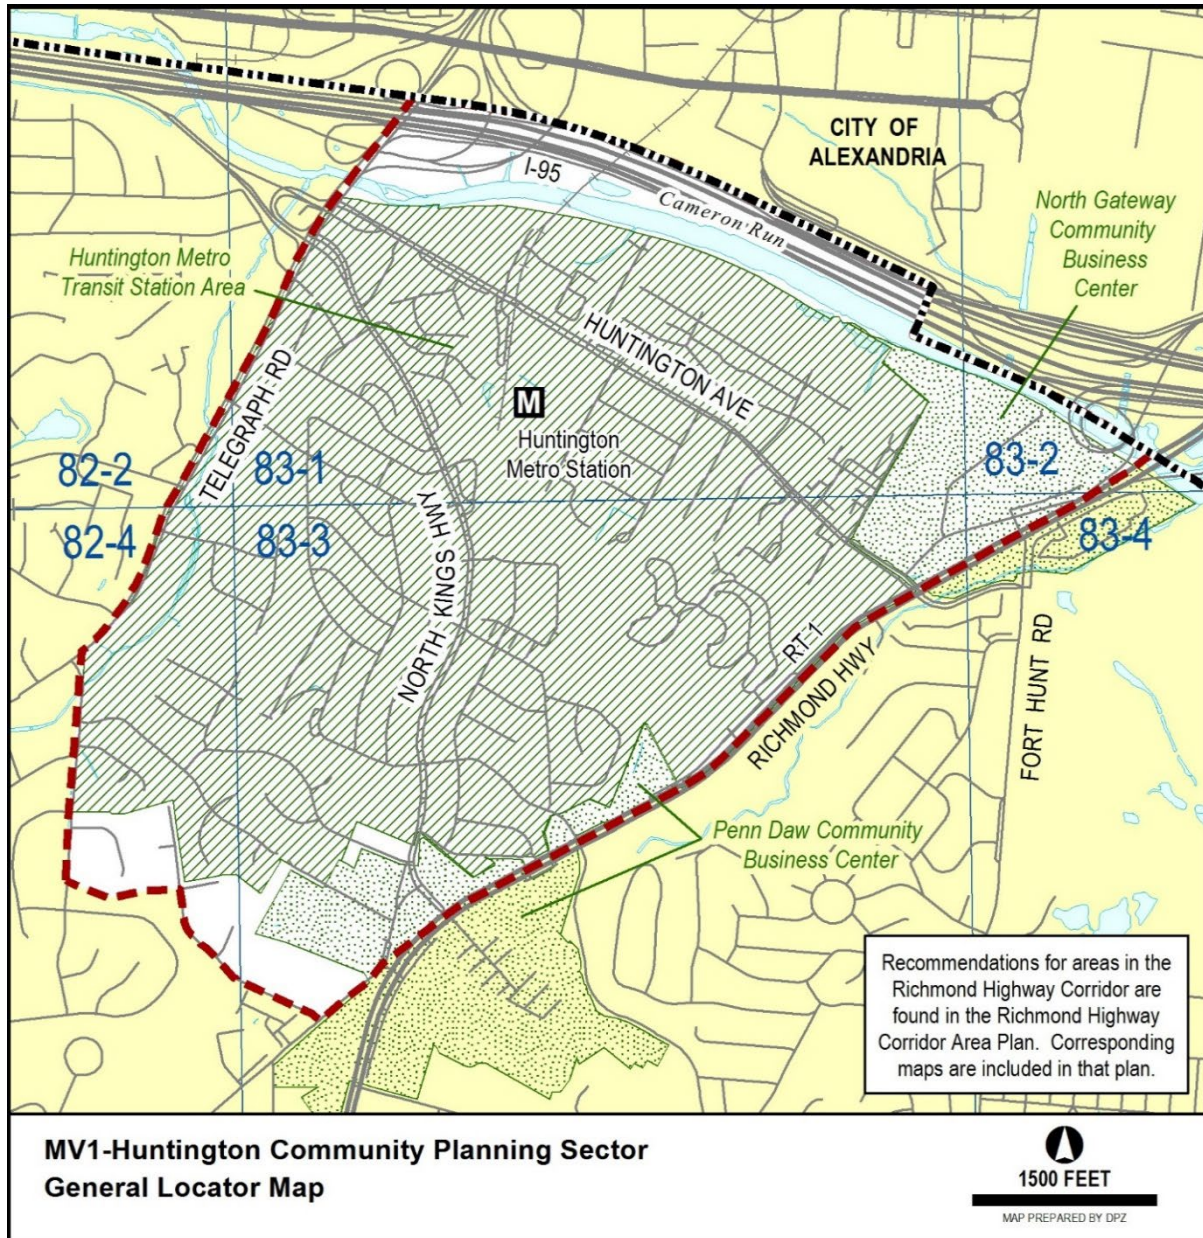 CITY OF
ALEXANDRIA
I-95
Cameron Run
North Gateway
Community
Business
Center
Huntington Metro
Transit Station Area
HUNTINGTON AVE
TELEGRAPH RD
M
Huntington
Metro Station
82-2
83-1
83-2
82-4
83-3
83-4
NORTH KINGS HWY
RT-1
RICHMOND HWY
FORT HUNT RD
Penn Daw Community
Business Center
Recommendations for areas in the
Richmond Highway Corridor are
found in the Richmond Highway
Corridor Area Plan. Corresponding
maps are included in that plan.
MV1-Huntington Community Planning Sector
General Locator Map
1500 FEET
MAP PREPARED BY DPZ